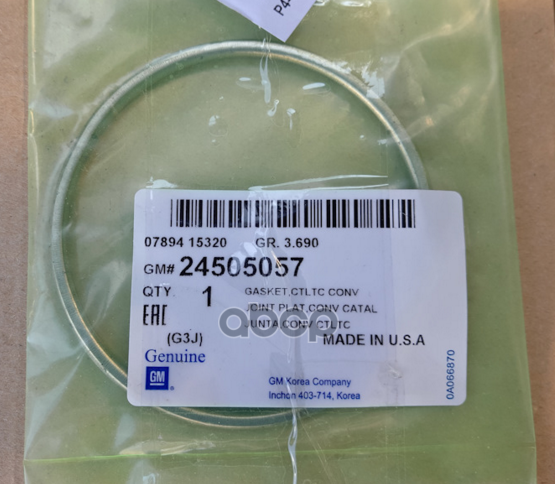 P4
07894 15320 GR. 3.690
GM# 24505057
QTY 1 GASKET,CTLTC CONV
JOINT PLAT,CONV CATAL
EAC JUNTA,CONV CTLTC
(G3J) MADE IN U.S.A
Genuine
GM
GM Korea Company
Inchon 403-714, Korea
0A066870